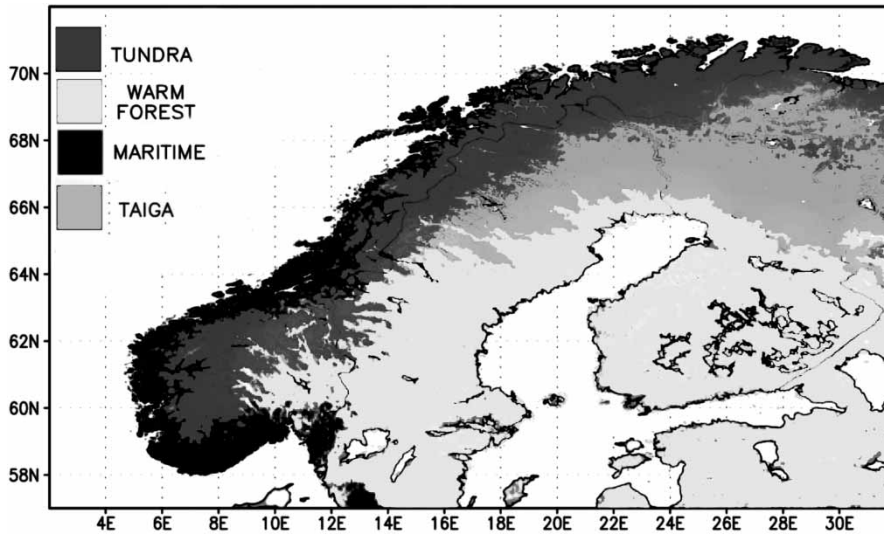 TUNDRA
WARM
FOREST
MARITIME
TAIGA
70N
68N
66N
64N
62N
60N
58N
4E 6E 8E 10E 12E 14E 16E 18E 20E 22E 24E 26E 28E 30E